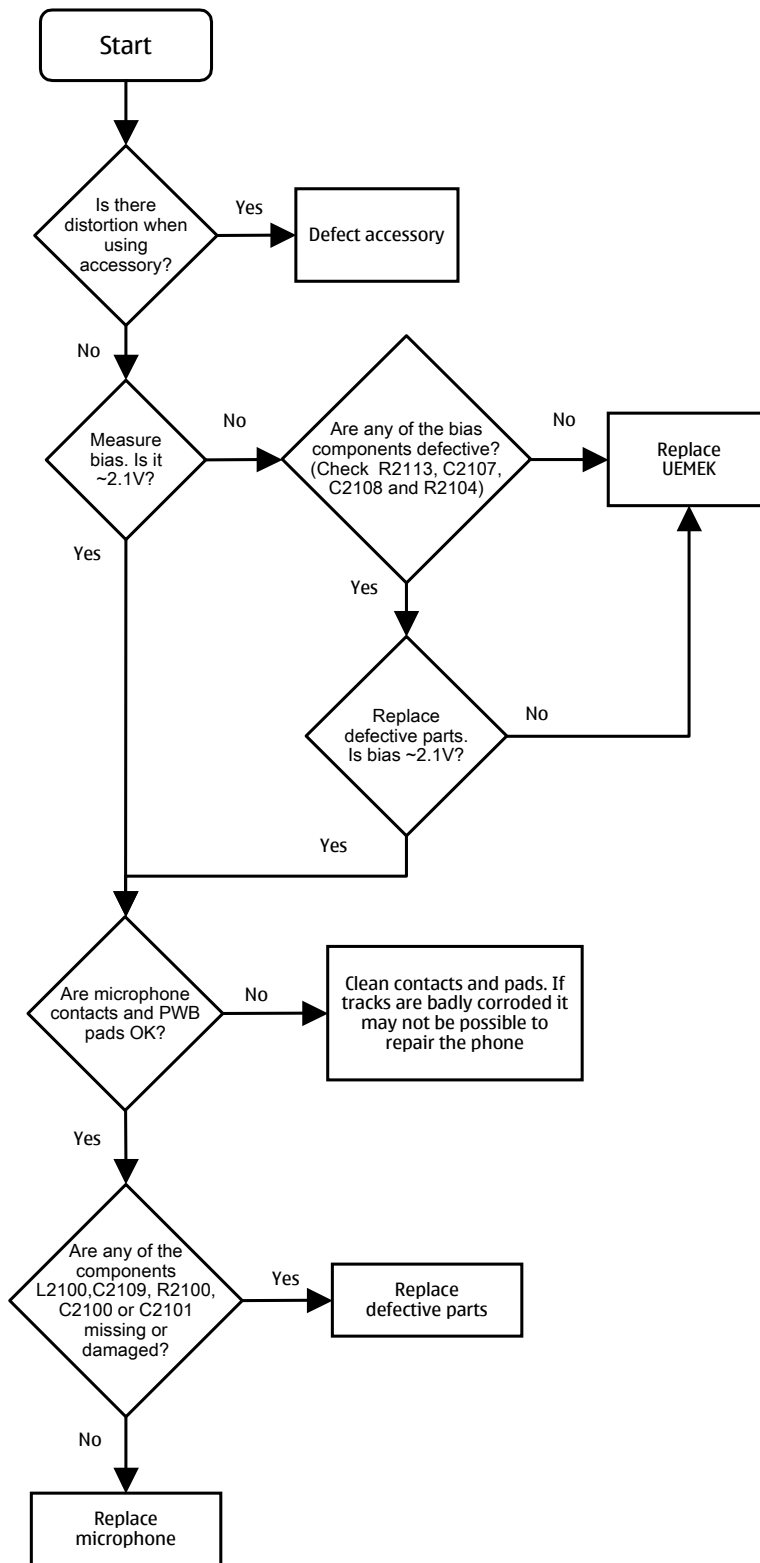 Start
Is there
distortion when
using
accessory?
Yes
Defect accessory
No
Measure
bias. Is it
~2.1V?
No
Are any of the bias
components defective?
(Check R2113, C2107,
C2108 and R2104)
No
Replace
UEMEK
Yes
Yes
Replace
defective parts.
Is bias ~2.1V?
No
Yes
Are microphone
contacts and PWB
pads OK?
No
Clean contacts and pads. If
tracks are badly corroded it
may not be possible to
repair the phone
Yes
Are any of the
components
L2100,C2109, R2100,
C2100 or C2101
missing or
damaged?
Yes
Replace
defective parts
No
Replace
microphone